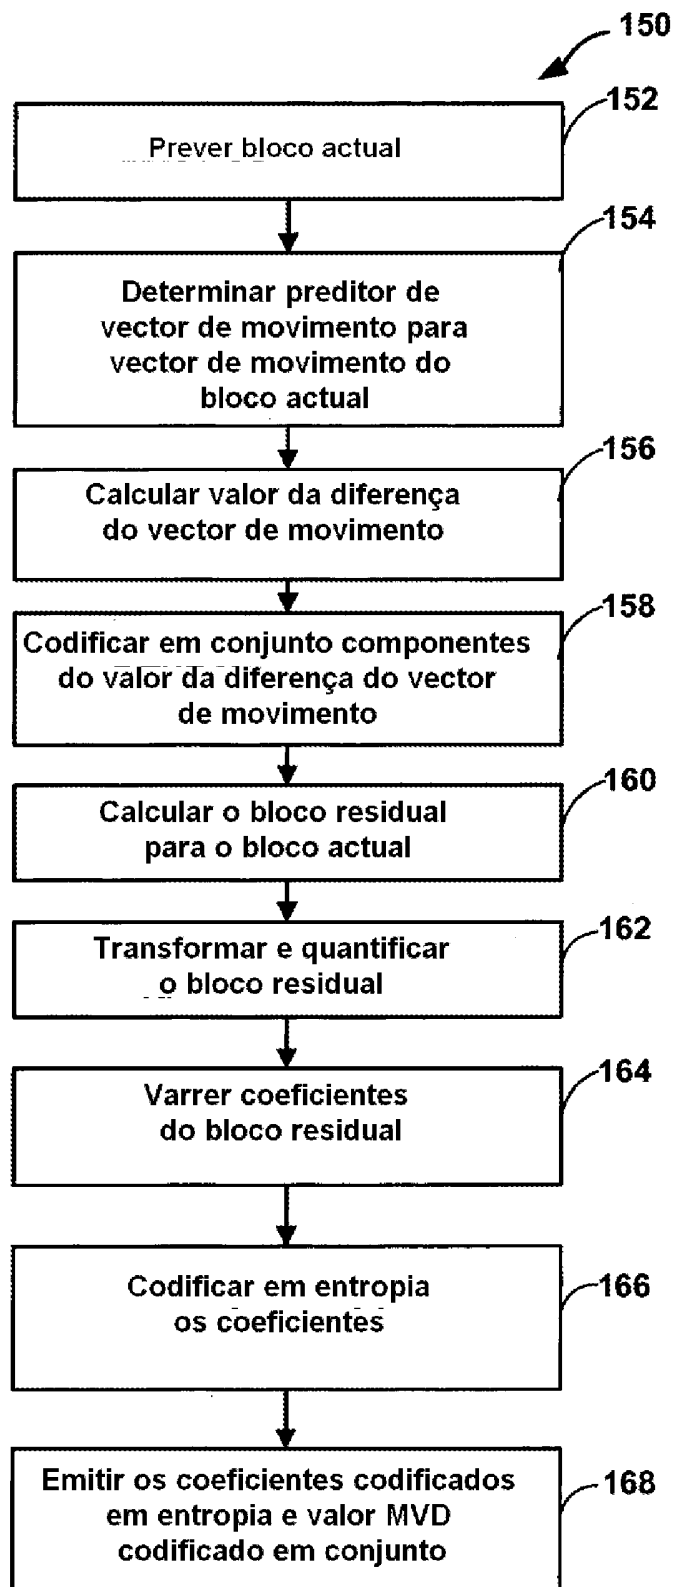 150
152
Prever bloco actual
154
Determinar preditor de
vector de movimento para
vector de movimento do
bloco actual
156
Calcular valor da diferença
do vector de movimento
158
Codificar em conjunto componentes
do valor da diferença do vector
de movimento
160
Calcular o bloco residual
para o bloco actual
162
Transformar e quantificar
o bloco residual
164
Varrer coeficientes
do bloco residual
166
Codificar em entropia
os coeficientes
168
Emitir os coeficientes codificados
em entropia e valor MVD
codificado em conjunto